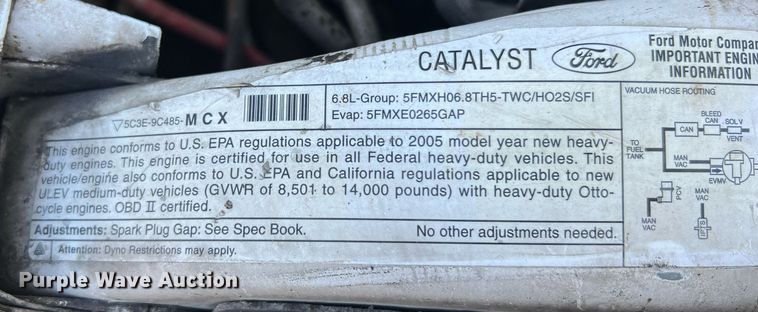 CATALYST Ford
Ford Motor Compan
IMPORTANT ENGIN
INFORMATION
5C3E-9C485-MCX
6.8L-Group: 5FMXH06.8TH5-TWC/HO2S/SFI
Evap: 5FMXE0265GAP
This engine conforms to U.S. EPA regulations applicable to 2005 model year new heavy-
duty engines. This engine is certified for use in all Federal heavy-duty vehicles. This
vehicle/engine also conforms to U.S. EPA and California regulations applicable to new
ULEV medium-duty vehicles (GVWR of 8,501 to 14,000 pounds) with heavy-duty Otto-
cycle engines. OBD II certified.
Adjustments: Spark Plug Gap: See Spec Book. No other adjustments needed.
Attention: Dyno Restrictions may apply.
VACUUM HOSE ROUTING
BLEED
CAN
SOLV
VENT
CAN
TO
FUEL
TANK
MAN
VAC
EVMV
PCV
MAN
VAC
MAN
VAC
Purple Wave Auction